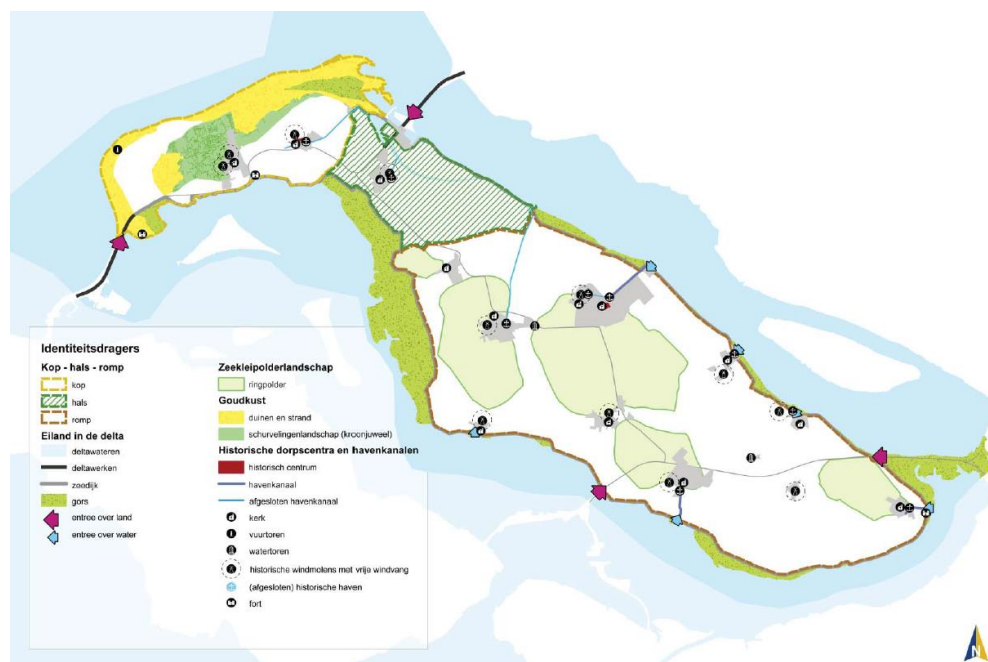 Identiteitsdragers
Kop - hals - romp
kop
hals
romp
Eiland in de delta
deltawateren
deltawerken
zeedijk
gors
entree over land
entree over water
Zeekleipolderlandschap
ringpolder
Goudkust
duinen en strand
schurvelingenlandschap (kroonjuweel)
Historische dorpscentra en havenkanalen
historisch centrum
havenkanaal
afgesloten havenkanaal
kerk
vuurtoren
watertoren
historische windmolens met vrije windvang
(afgesloten) historische haven
fort
N